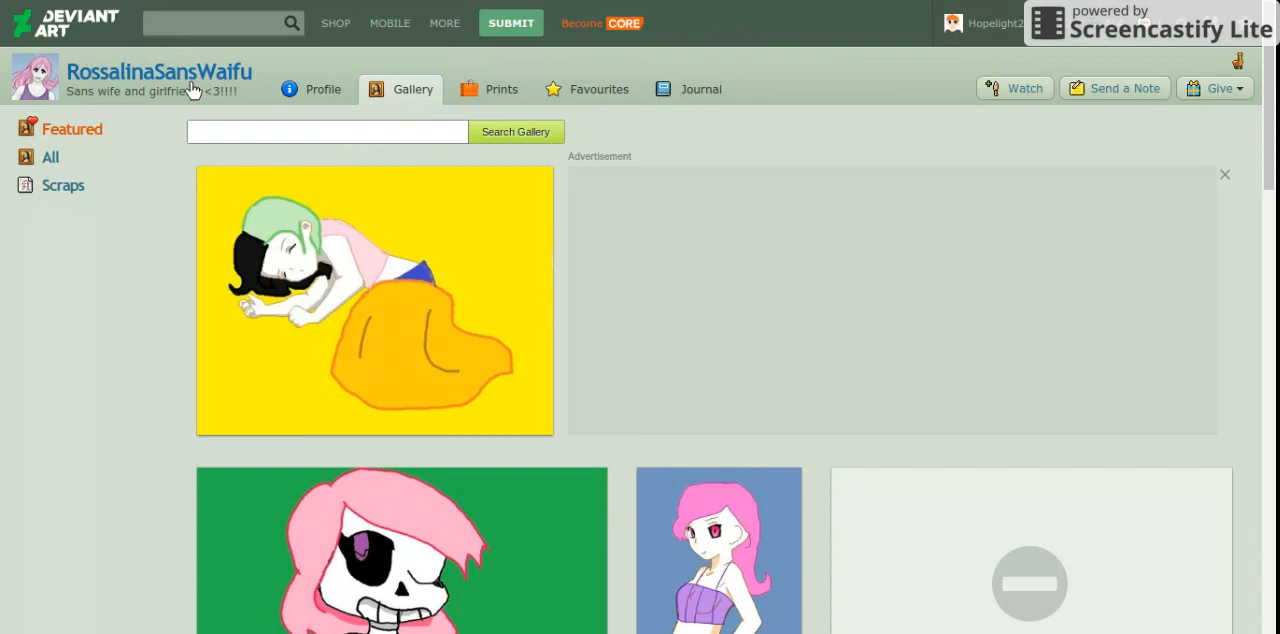 DEVIANT
ART
SHOP
MOBILE
MORE
SUBMIT
Become CORE
Hopelight2
powered by
Screencastify Lite
RossalinaSansWaifu
Sans wife and <3!!!!
Profile
Gallery
Prints
Favourites
Journal
Watch
Send a Note
Give
Featured
All
Scraps
Search Gallery
Advertisement